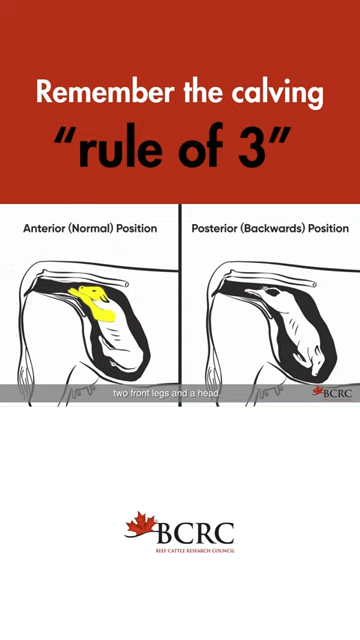 Remember the calving
“rule of 3”
Anterior (Normal) Position
Posterior (Backwards) Position
two front legs and a head.
BCRC
BCRC
BEEF CATTLE RESEARCH COUNCIL